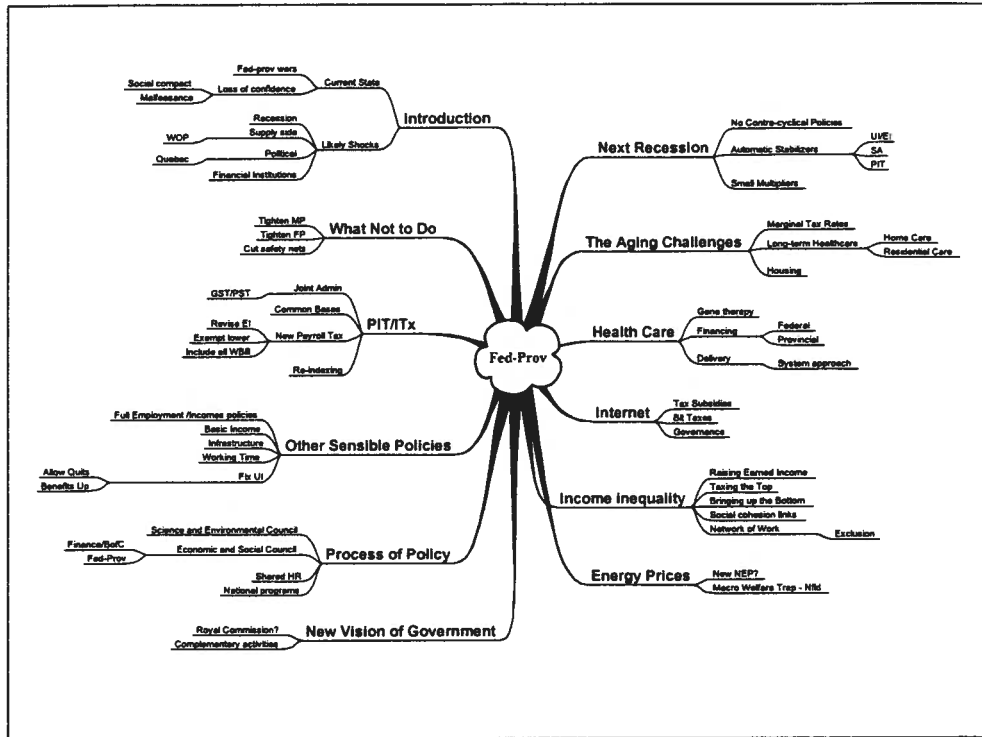 Fed-Prov
Introduction
Current State
Fed-prov wars
Loss of confidence
Social compact
Malfeasance
Likely Shocks
Recession
Supply side
WOP
Political
Quebec
Financial Institutions
What Not to Do
Tighten MP
Tighten FP
Cut safety nets
PIT/ITx
Joint Admin
GST/PST
Common Bases
New Payroll Tax
Revise EI
Exempt lower
Include all WBill
Re-indexing
Other Sensible Policies
Full Employment /Incomes policies
Basic Income
Infrastructure
Working Time
Fix UI
Allow Quits
Benefits Up
Process of Policy
Science and Environmental Council
Economic and Social Council
Finance/BofC
Fed-Prov
Shared HR
National programs
New Vision of Government
Royal Commission?
Complementary activities
Next Recession
No Contra-cyclical Policies
Automatic Stabilizers
UI/EI
SA
PIT
Small Multipliers
The Aging Challenges
Marginal Tax Rates
Long-term Healthcare
Home Care
Residential Care
Housing
Health Care
Gene therapy
Financing
Federal
Provincial
Delivery
System approach
Internet
Tax Subsidies
Bit Taxes
Governance
Income inequality
Raising Earned Income
Taxing the Top
Bringing up the Bottom
Social cohesion links
Network of Work
Exclusion
Energy Prices
New NEP?
Macro Welfare Trap - Nfld